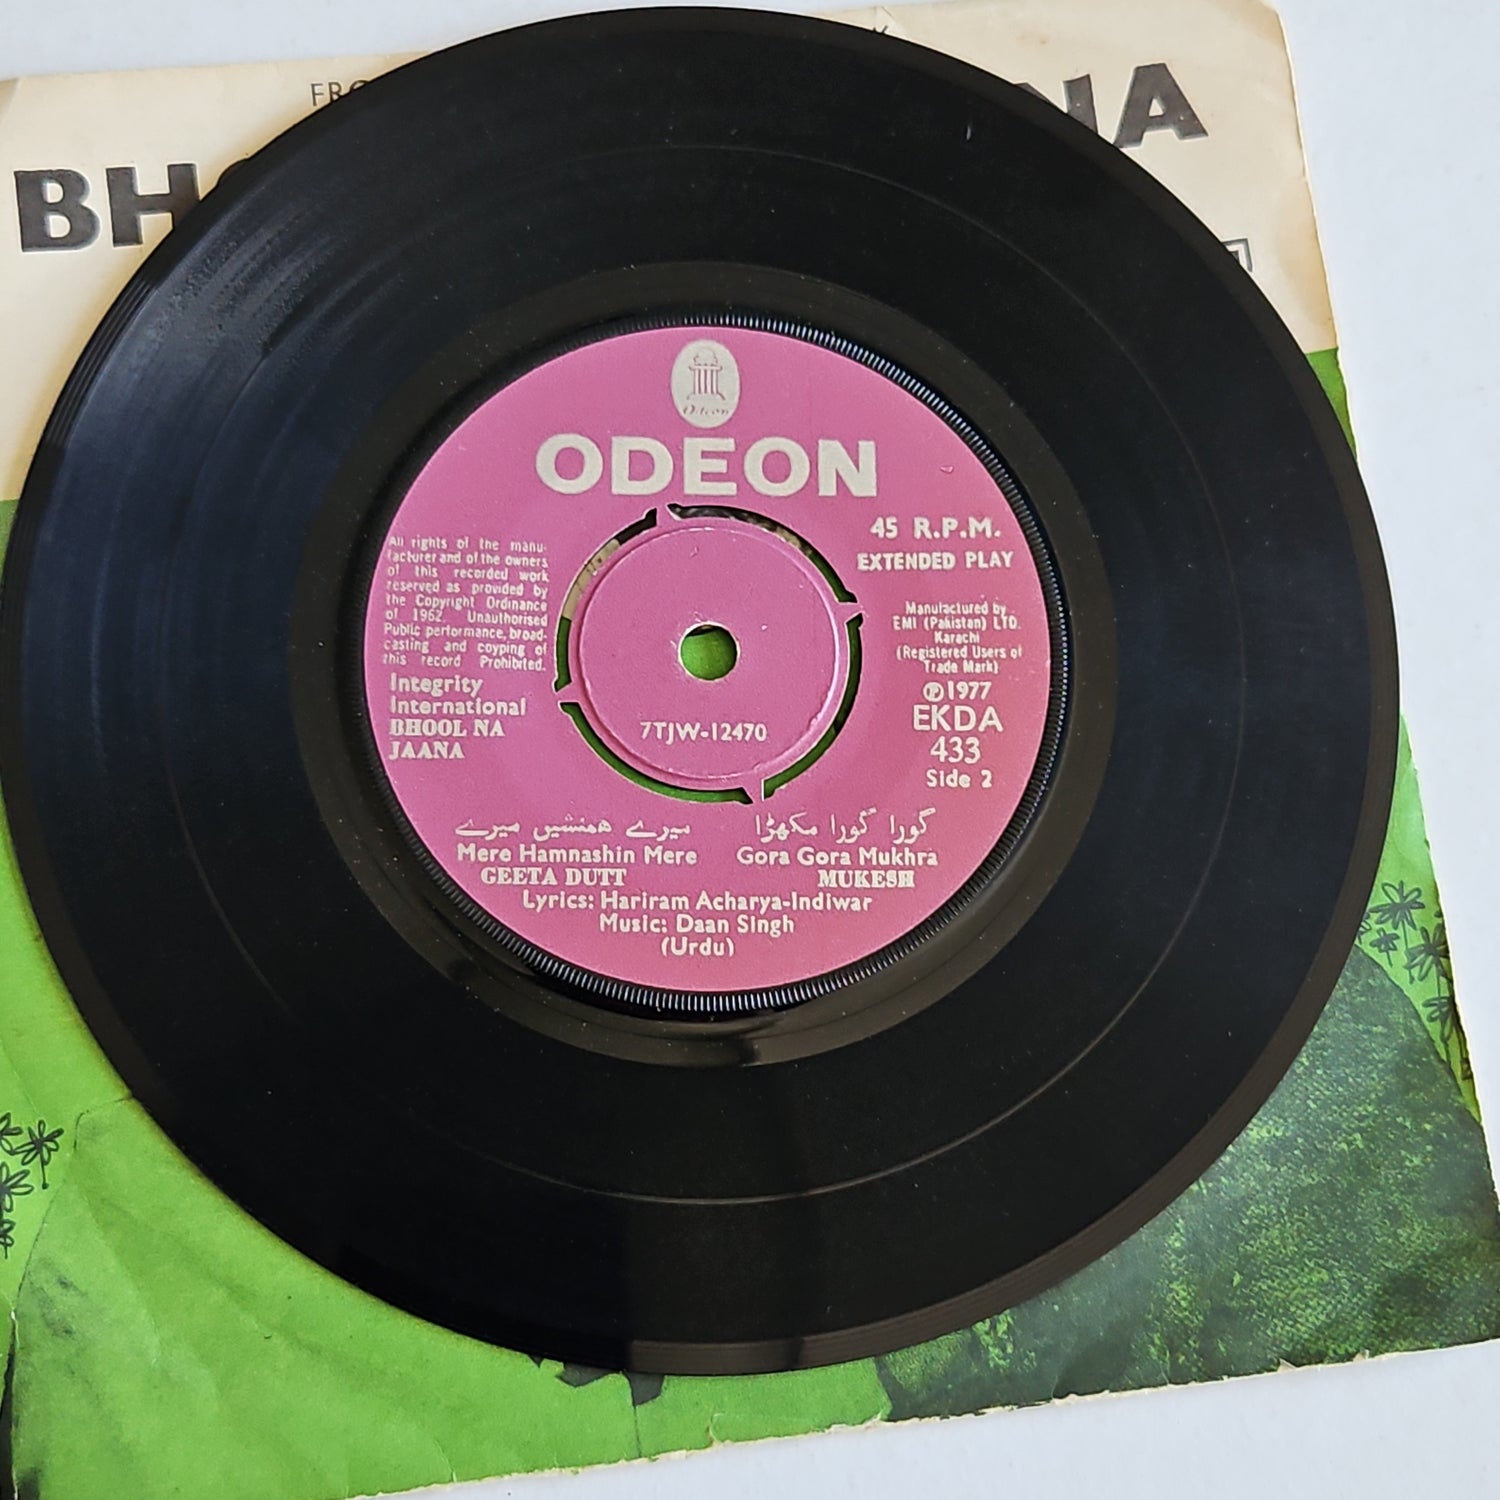 BH
NA
Odeon
ODEON
45 R.P.M.
EXTENDED PLAY
All rights of the manu-
facturer and of the owners
of this recorded work
reserved as provided by
the Copyright Ordinance
of 1962. Unauthorised
Public performance, broad-
casting and coyping of
this record Prohibited.
Manufactured by
EMI (Pakistan) LTD.
Karachi
(Registered Users of
Trade Mark)
Ⓟ1977
EKDA
433
Side 2
Integrity
International
BHOOL NA
JAANA
7TJW-12470
گورا گورا مکھڑا
میرے ھمنشیں میرے
Mere Hamnashin Mere
Gora Gora Mukhra
GEETA DUTT
MUKESH
Lyrics: Hariram Acharya-Indiwar
Music: Daan Singh
(Urdu)